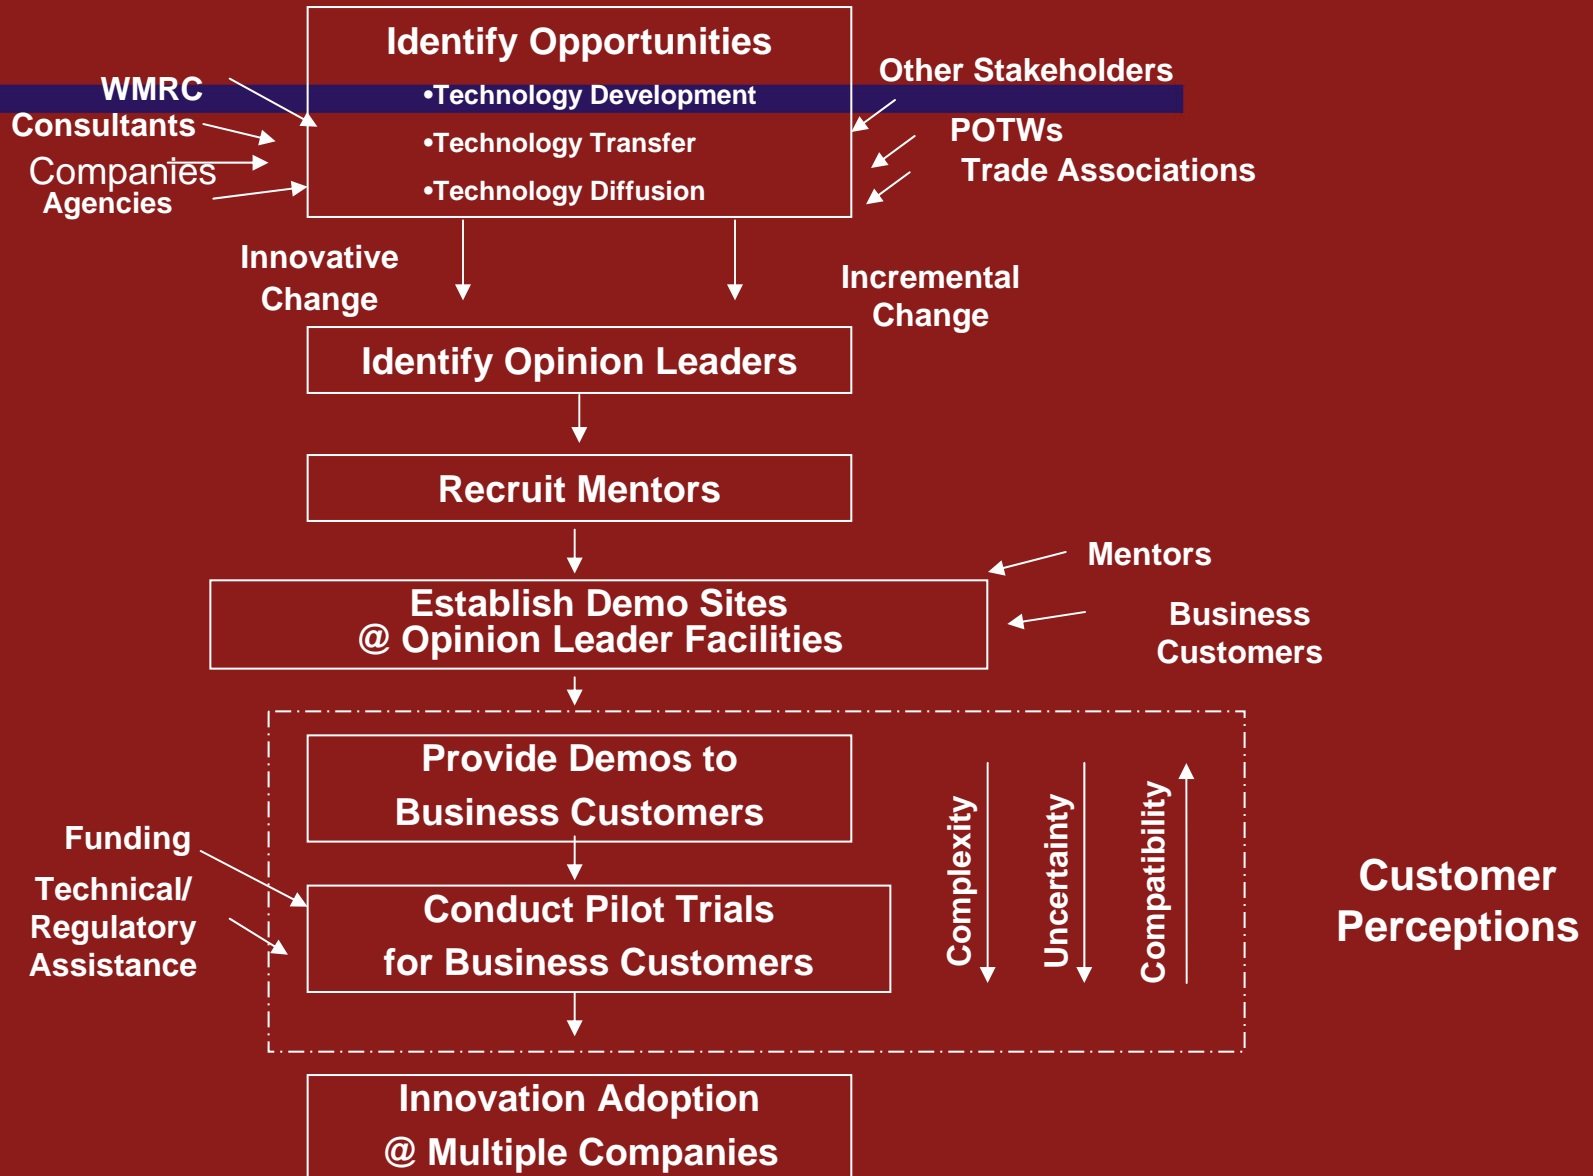 Identify Opportunities
•Technology Development
•Technology Transfer
•Technology Diffusion
WMRC
Consultants
Companies
Agencies
Other Stakeholders
POTWs
Trade Associations
Innovative
Change
Incremental
Change
Identify Opinion Leaders
Recruit Mentors
Establish Demo Sites
@ Opinion Leader Facilities
Mentors
Business
Customers
Provide Demos to
Business Customers
Funding
Technical/
Regulatory
Assistance
Conduct Pilot Trials
for Business Customers
Complexity
Uncertainty
Compatibility
Customer
Perceptions
Innovation Adoption
@ Multiple Companies